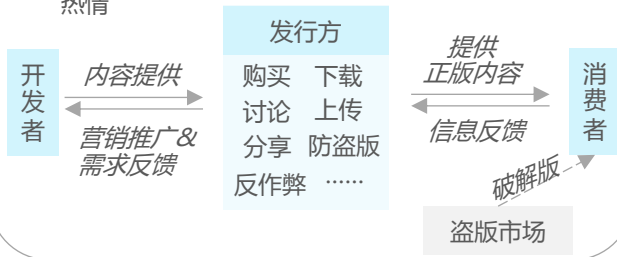 热情
发行方
开发者
内容提供
营销推广&
需求反馈
购买 下载
讨论 上传
分享 防盗版
反作弊 ……
提供
正版内容
信息反馈
消费者
破解版
盗版市场